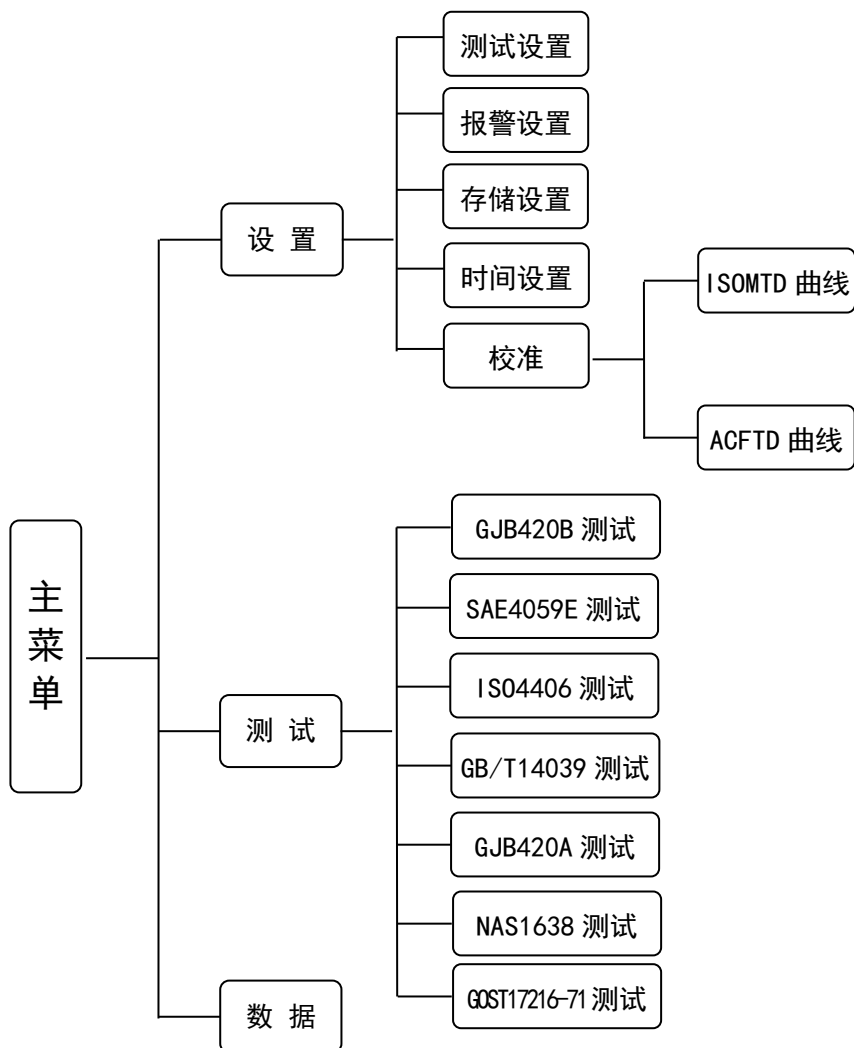 主菜单
设 置
测试设置
报警设置
存储设置
时间设置
校准
ISOMTD 曲线
ACFTD 曲线
测 试
GJB420B 测试
SAE4059E 测试
ISO4406 测试
GB/T14039 测试
GJB420A 测试
NAS1638 测试
GOST17216-71 测试
数 据